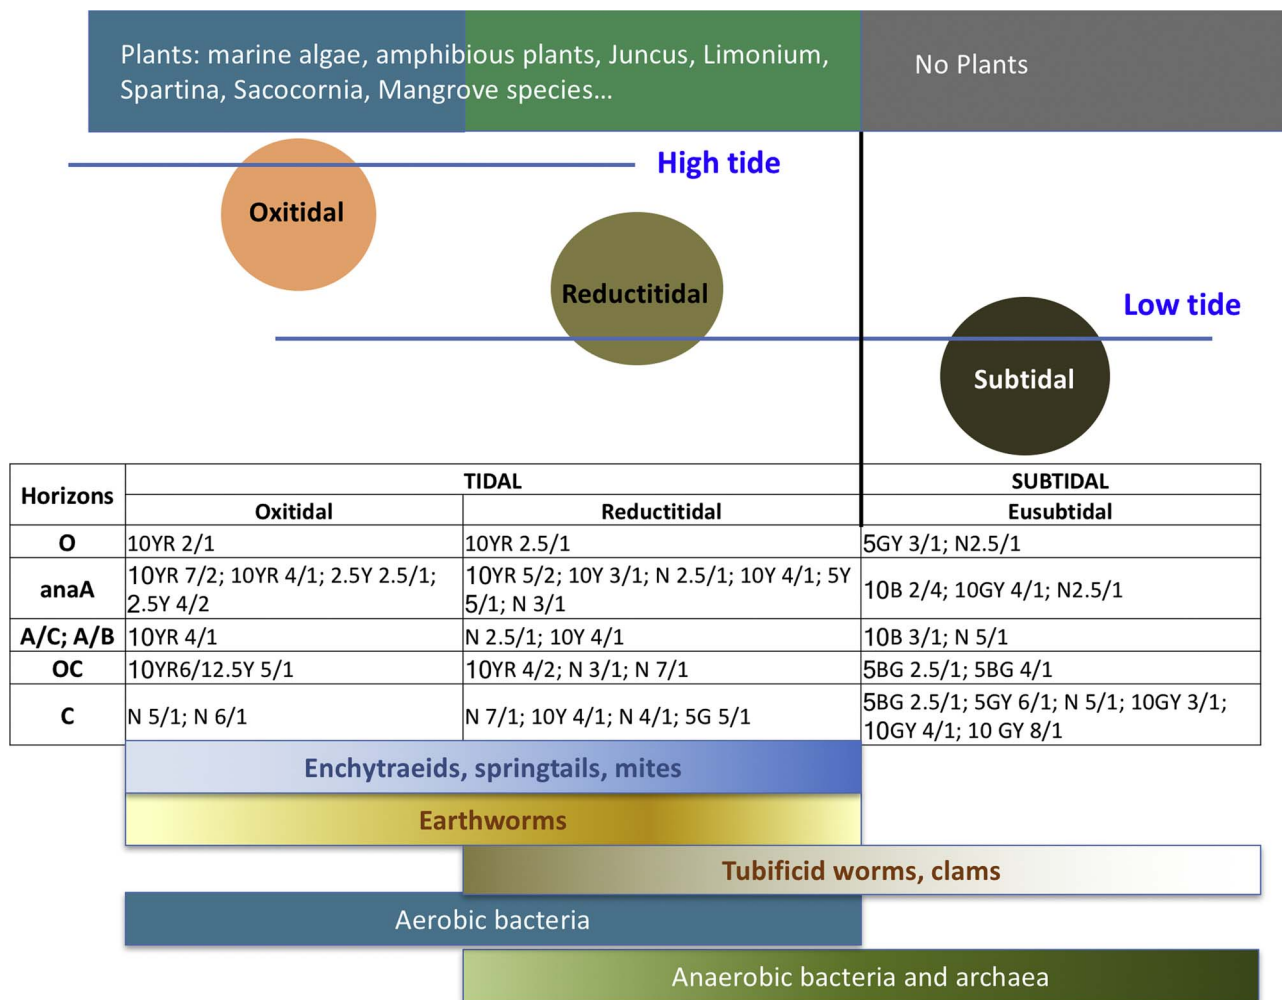 Plants: marine algae, amphibious plants, Juncus, Limonium,
Spartina, Sacocornia, Mangrove species...
No Plants
High tide
Oxitidal
Reductitidal
Low tide
Subtidal
Horizons
TIDAL
SUBTIDAL
Oxitidal
Reductitidal
Eusubtidal
O
10YR 2/1
10YR 2.5/1
5GY 3/1; N2.5/1
anaA
10YR 7/2; 10YR 4/1; 2.5Y 2.5/1;
2.5Y 4/2
10YR 5/2; 10Y 3/1; N 2.5/1; 10Y 4/1; 5Y
5/1; N 3/1
10B 2/4; 10GY 4/1; N2.5/1
A/C; A/B
10YR 4/1
N 2.5/1; 10Y 4/1
10B 3/1; N 5/1
OC
10YR6/12.5Y 5/1
10YR 4/2; N 3/1; N 7/1
5BG 2.5/1; 5BG 4/1
C
N 5/1; N 6/1
N 7/1; 10Y 4/1; N 4/1; 5G 5/1
5BG 2.5/1; 5GY 6/1; N 5/1; 10GY 3/1;
10GY 4/1; 10 GY 8/1
Enchytraeids, springtails, mites
Earthworms
Tubificid worms, clams
Aerobic bacteria
Anaerobic bacteria and archaea